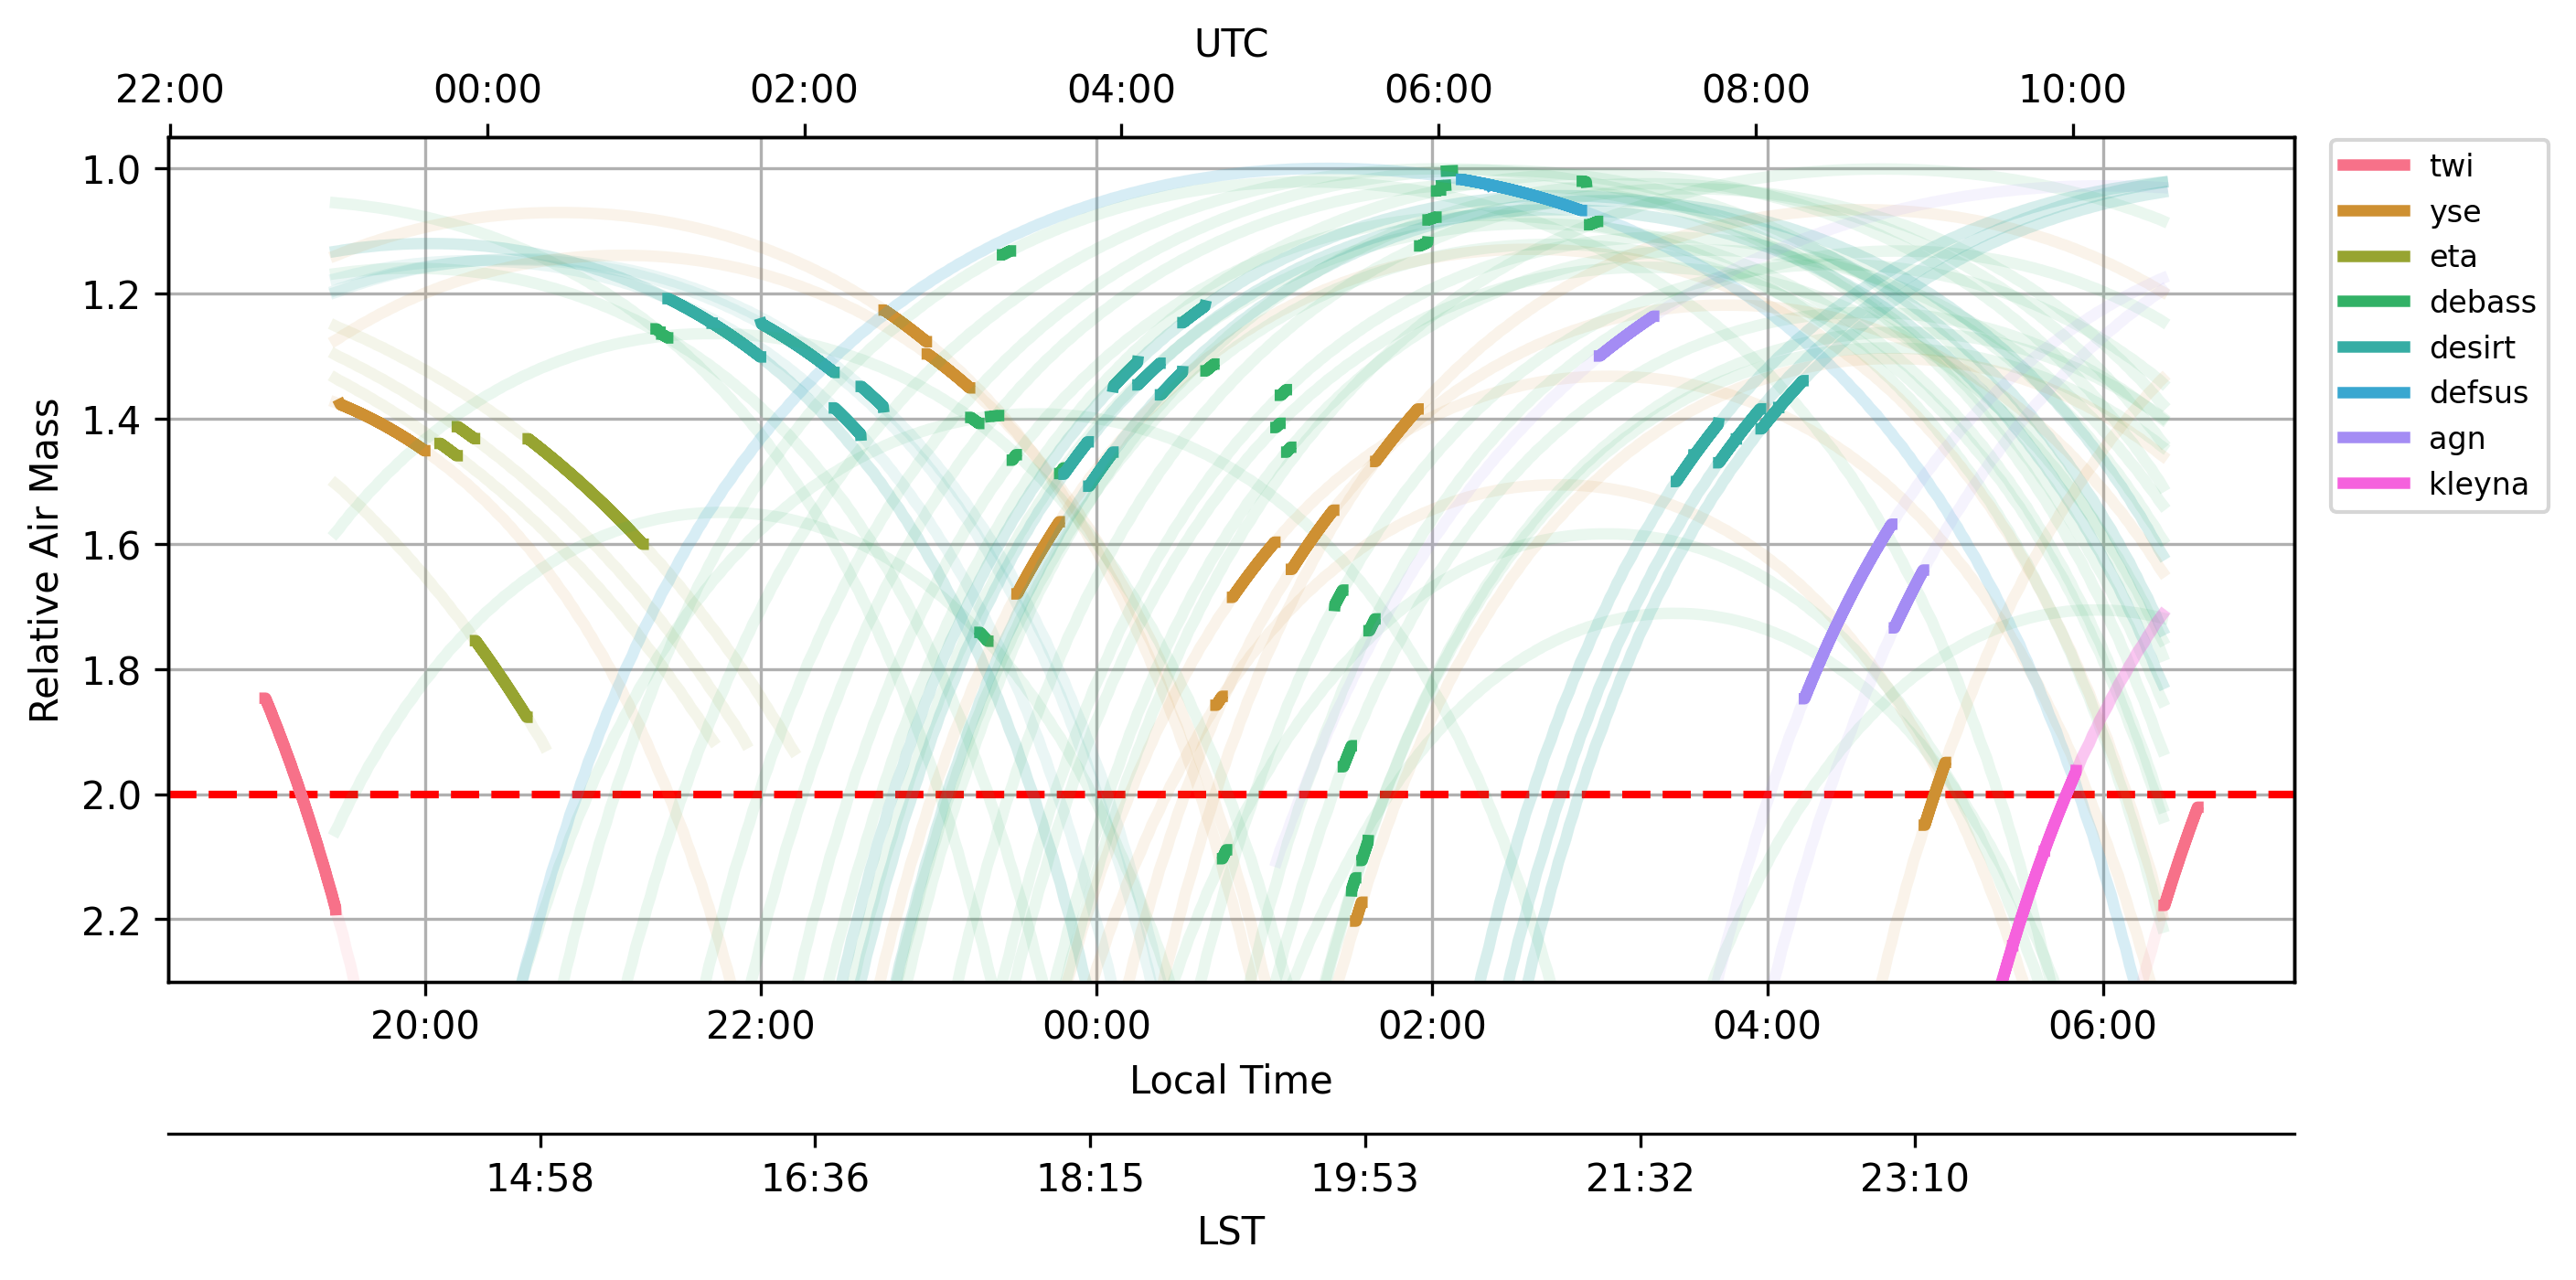 UTC
22:00 00:00 02:00 04:00 06:00 08:00 10:00
Relative Air Mass
1.0
1.2
1.4
1.6
1.8
2.0
2.2
twi
yse
eta
debass
desirt
defsus
agn
kleyna
20:00 22:00 00:00 02:00 04:00 06:00
Local Time
14:58 16:36 18:15 19:53 21:32 23:10
LST